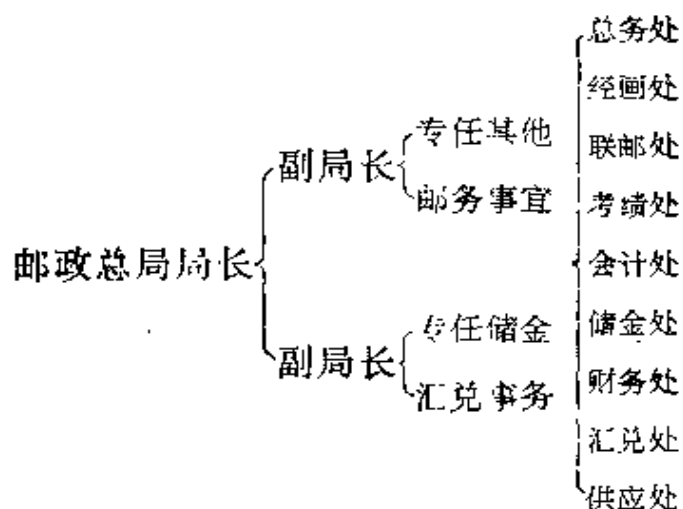 邮政总局局长
副局长
专任其他
邮务事宜
副局长
专任储金
汇兑事务
总务处
经画处
联邮处
考绩处
会计处
储金处
财务处
汇兑处
供应处